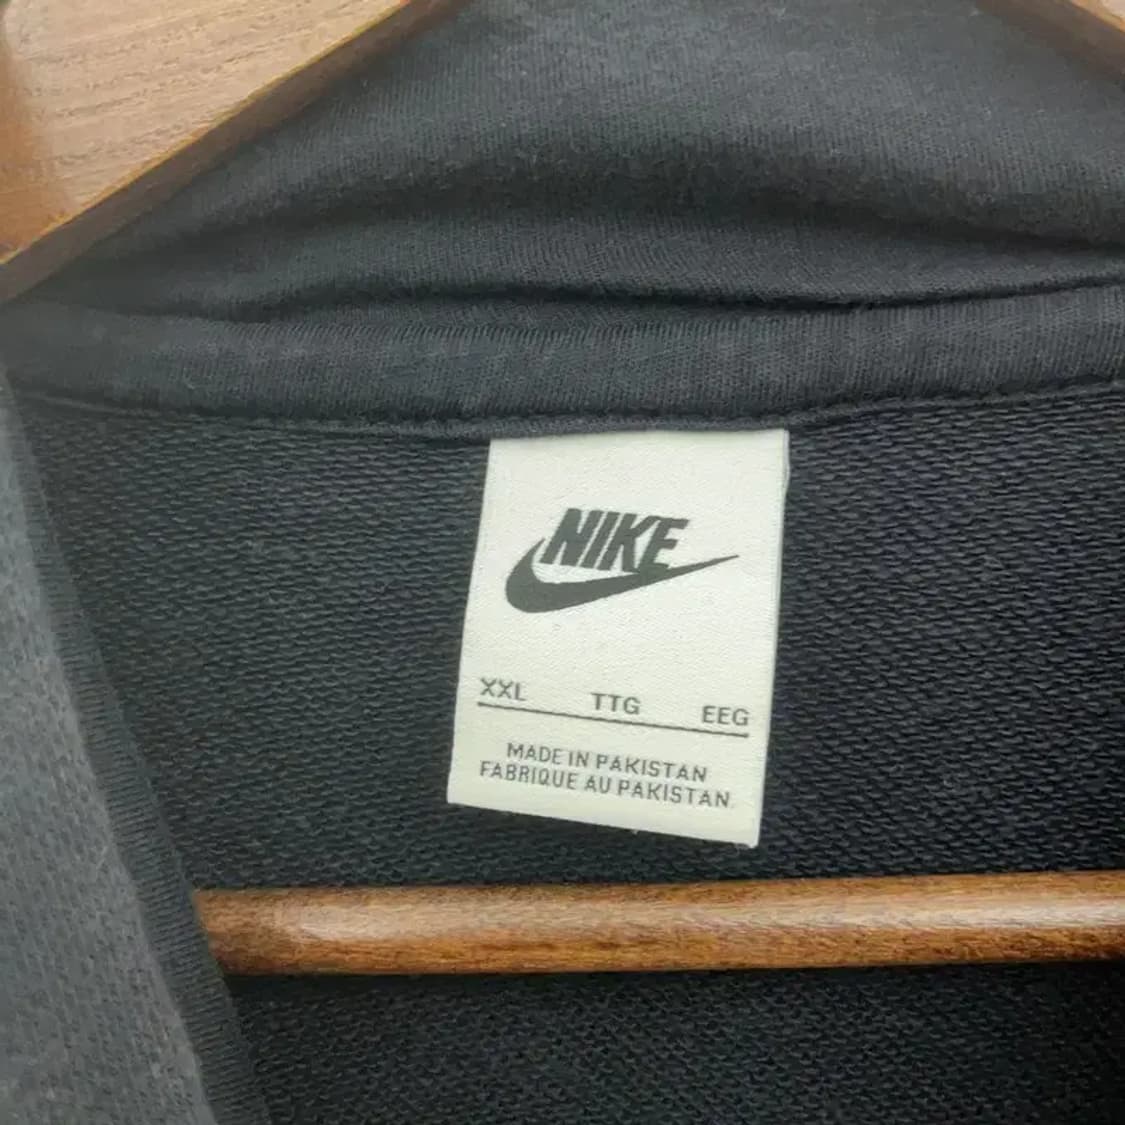 NIKE
XXL TTG EEG
MADE IN PAKISTAN
FABRIQUE AU PAKISTAN